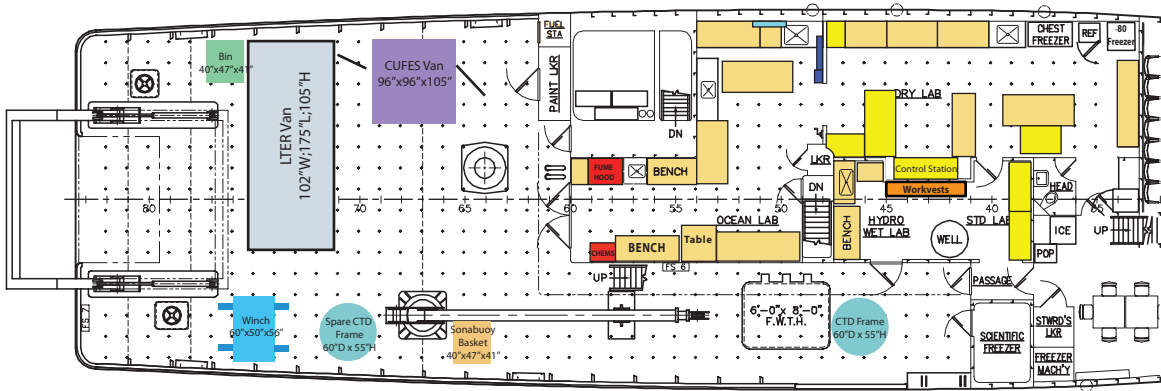 Bin
40"x47"x41"
LTER Van
102"W;175"L;105"H
CUFES Van
96"x96"x105"
FUEL
STA
PAINT LKR
DN
FUME
HOOD
BENCH
CHEST
FREEZER
REF
-80
Freezer
DRY LAB
LKR
Control Station
Workvests
DN
HEAD
80
70
65
60
55
50
45
35
OCEAN LAB
HYDRO
WET LAB
STD LAB
BENCH
WELL
ICE
POP
UP
CHEMS
BENCH
Table
FS 6
UP
PASSAGE
FS 7
Winch
60"x50"x56"
Spare CTD
Frame
60"D x 55"H
Sonabuoy
Basket
40"x47"x41"
6'-0"x 8'-0"
F.W.T.H.
CTD Frame
60"D x 55"H
SCIENTIFIC
FREEZER
STWRD'S
LKR
FREEZER
MACH'Y